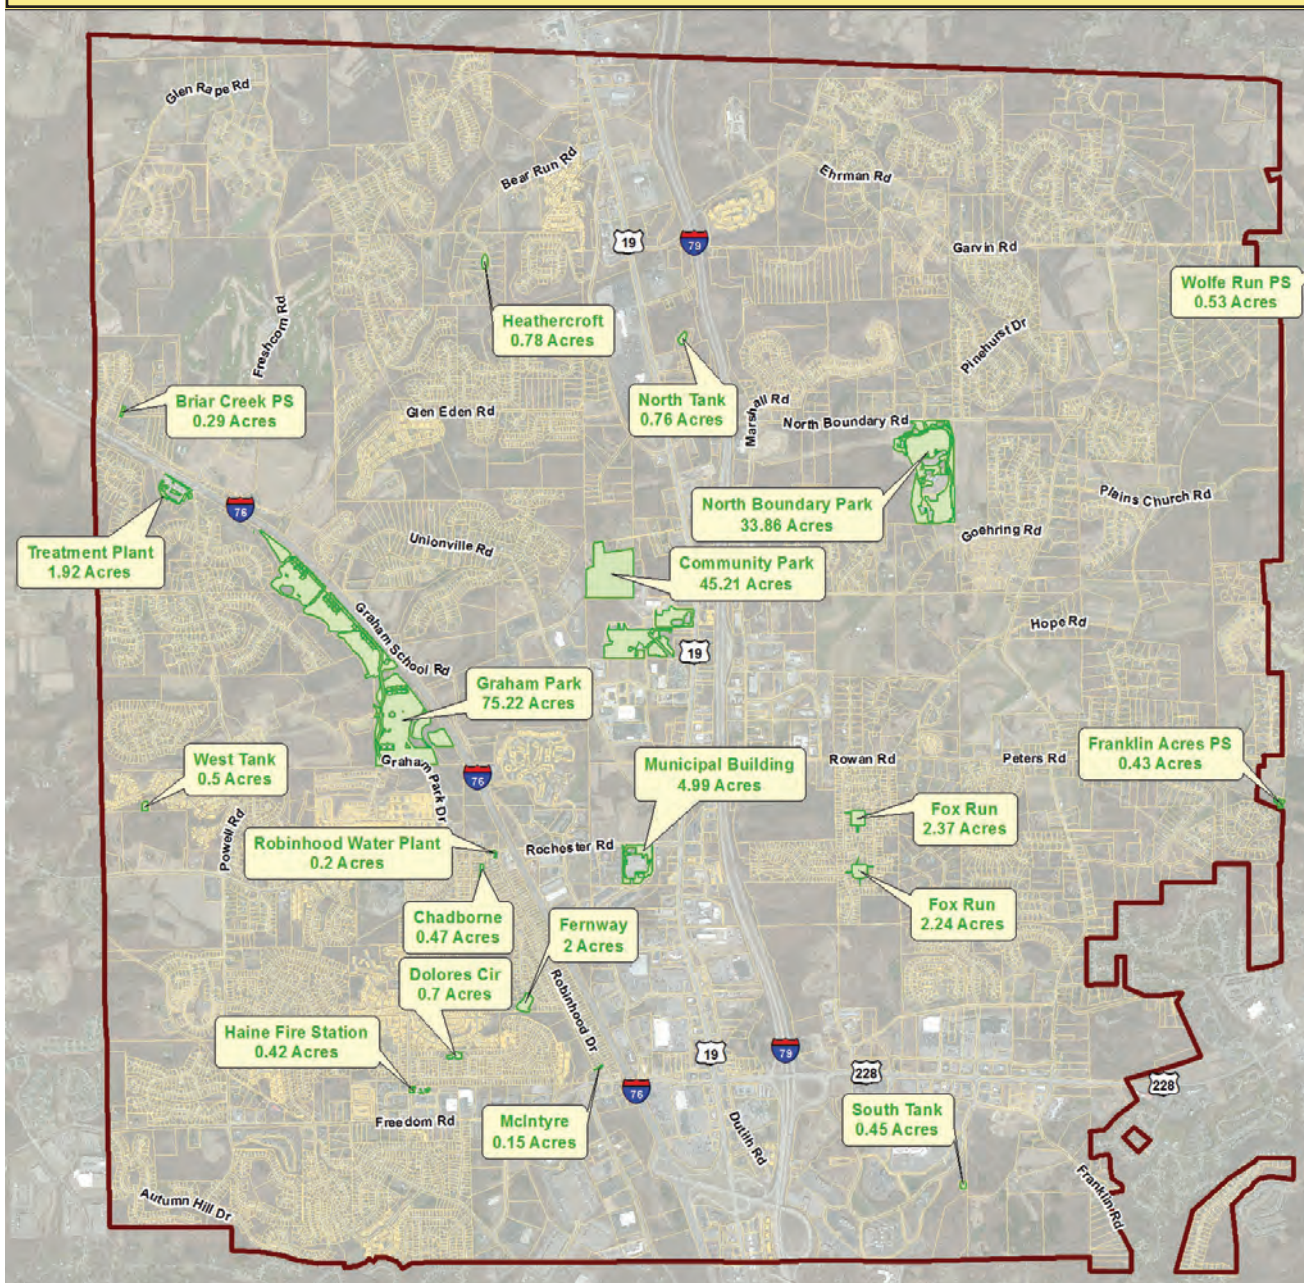 Glen Rape Rd
Bear Run Rd
Ehrman Rd
19
79
Garvin Rd
Wolfe Run PS
0.53 Acres
Heathercroft
0.78 Acres
Freshcorn Rd
Pinehurst Dr
Briar Creek PS
0.29 Acres
Glen Eden Rd
North Tank
0.76 Acres
Marshall Rd
North Boundary Rd
North Boundary Park
33.86 Acres
Plains Church Rd
76
Goehring Rd
Treatment Plant
1.92 Acres
Unionville Rd
Community Park
45.21 Acres
Graham School Rd
Hope Rd
19
Graham Park
75.22 Acres
West Tank
0.5 Acres
Graham Park Dr
76
Municipal Building
4.99 Acres
Rowan Rd
Peters Rd
Franklin Acres PS
0.43 Acres
Powell Rd
Fox Run
2.37 Acres
Robinhood Water Plant
0.2 Acres
Rochester Rd
Chadborne
0.47 Acres
Fernway
2 Acres
Fox Run
2.24 Acres
Dolores Cir
0.7 Acres
Robinhood Dr
Haine Fire Station
0.42 Acres
19
79
228
228
76
Freedom Rd
McIntyre
0.15 Acres
Dutilh Rd
South Tank
0.45 Acres
Autumn Hill Dr
Franklin Rd